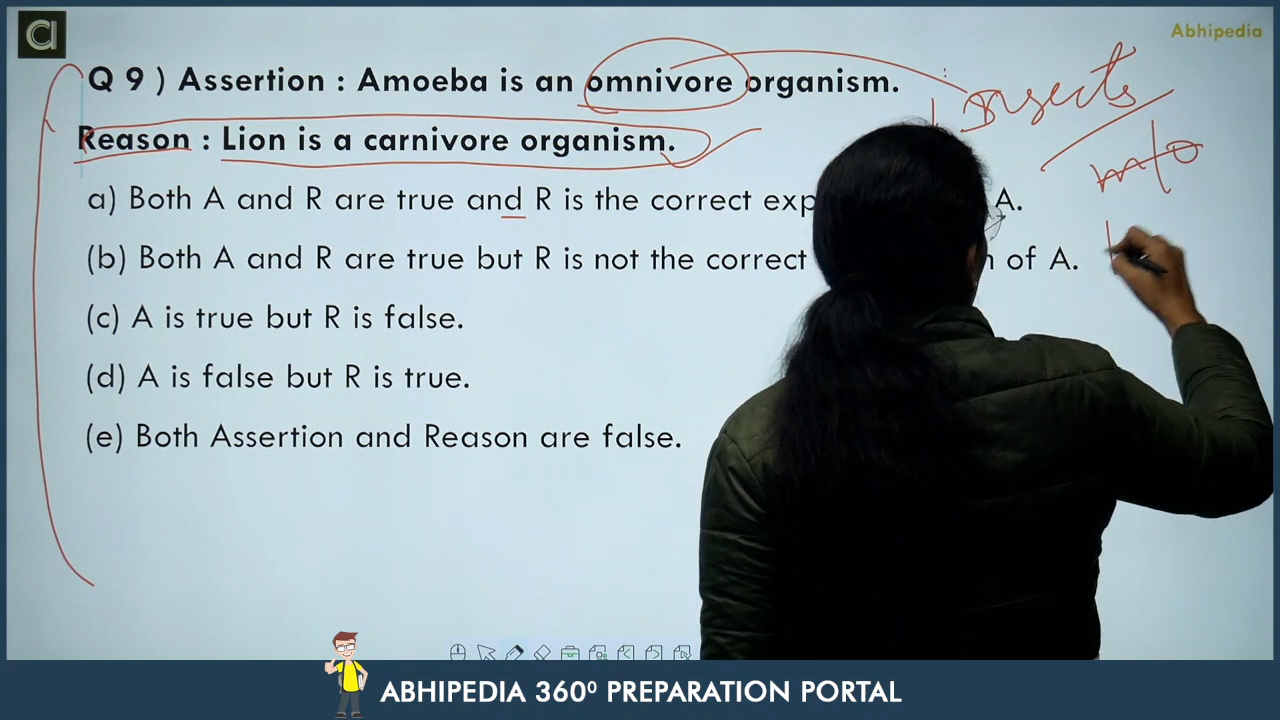 Abhipedia
Q 9 ) Assertion : Amoeba is an omnivore organism.
Insects
Reason : Lion is a carnivore organism.
m/o
a) Both A and R are true and R is the correct exp A.
(b) Both A and R are true but R is not the correct n of A.
(c) A is true but R is false.
(d) A is false but R is true.
(e) Both Assertion and Reason are false.
ABHIPEDIA 360⁰ PREPARATION PORTAL